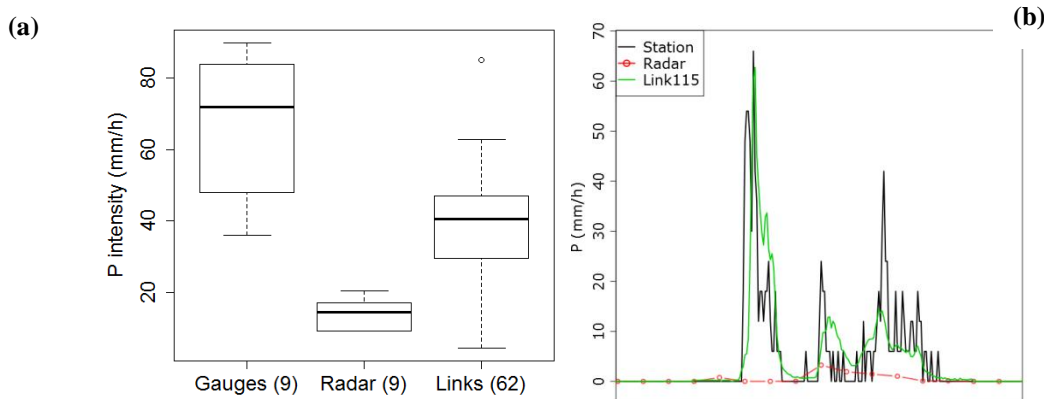 (a)
P intensity (mm/h)
80
60
40
20
Gauges (9) Radar (9) Links (62)
(b)
Station
Radar
Link115
P (mm/h)
70
60
50
40
30
20
10
0